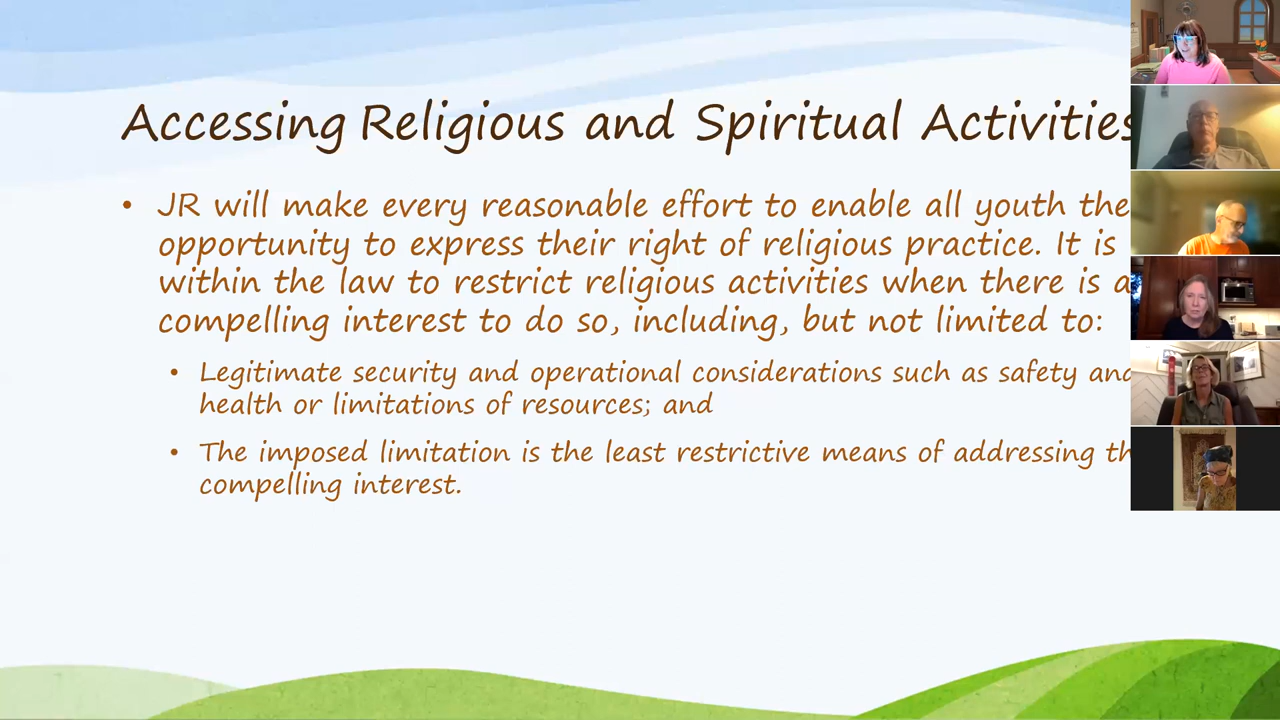 Accessing Religious and Spiritual Activities
• JR will make every reasonable effort to enable all youth the
opportunity to express their right of religious practice. It is
within the law to restrict religious activities when there is a
compelling interest to do so, including, but not limited to:
• Legitimate security and operational considerations such as safety and
health or limitations of resources; and
• The imposed limitation is the least restrictive means of addressing th
compelling interest.